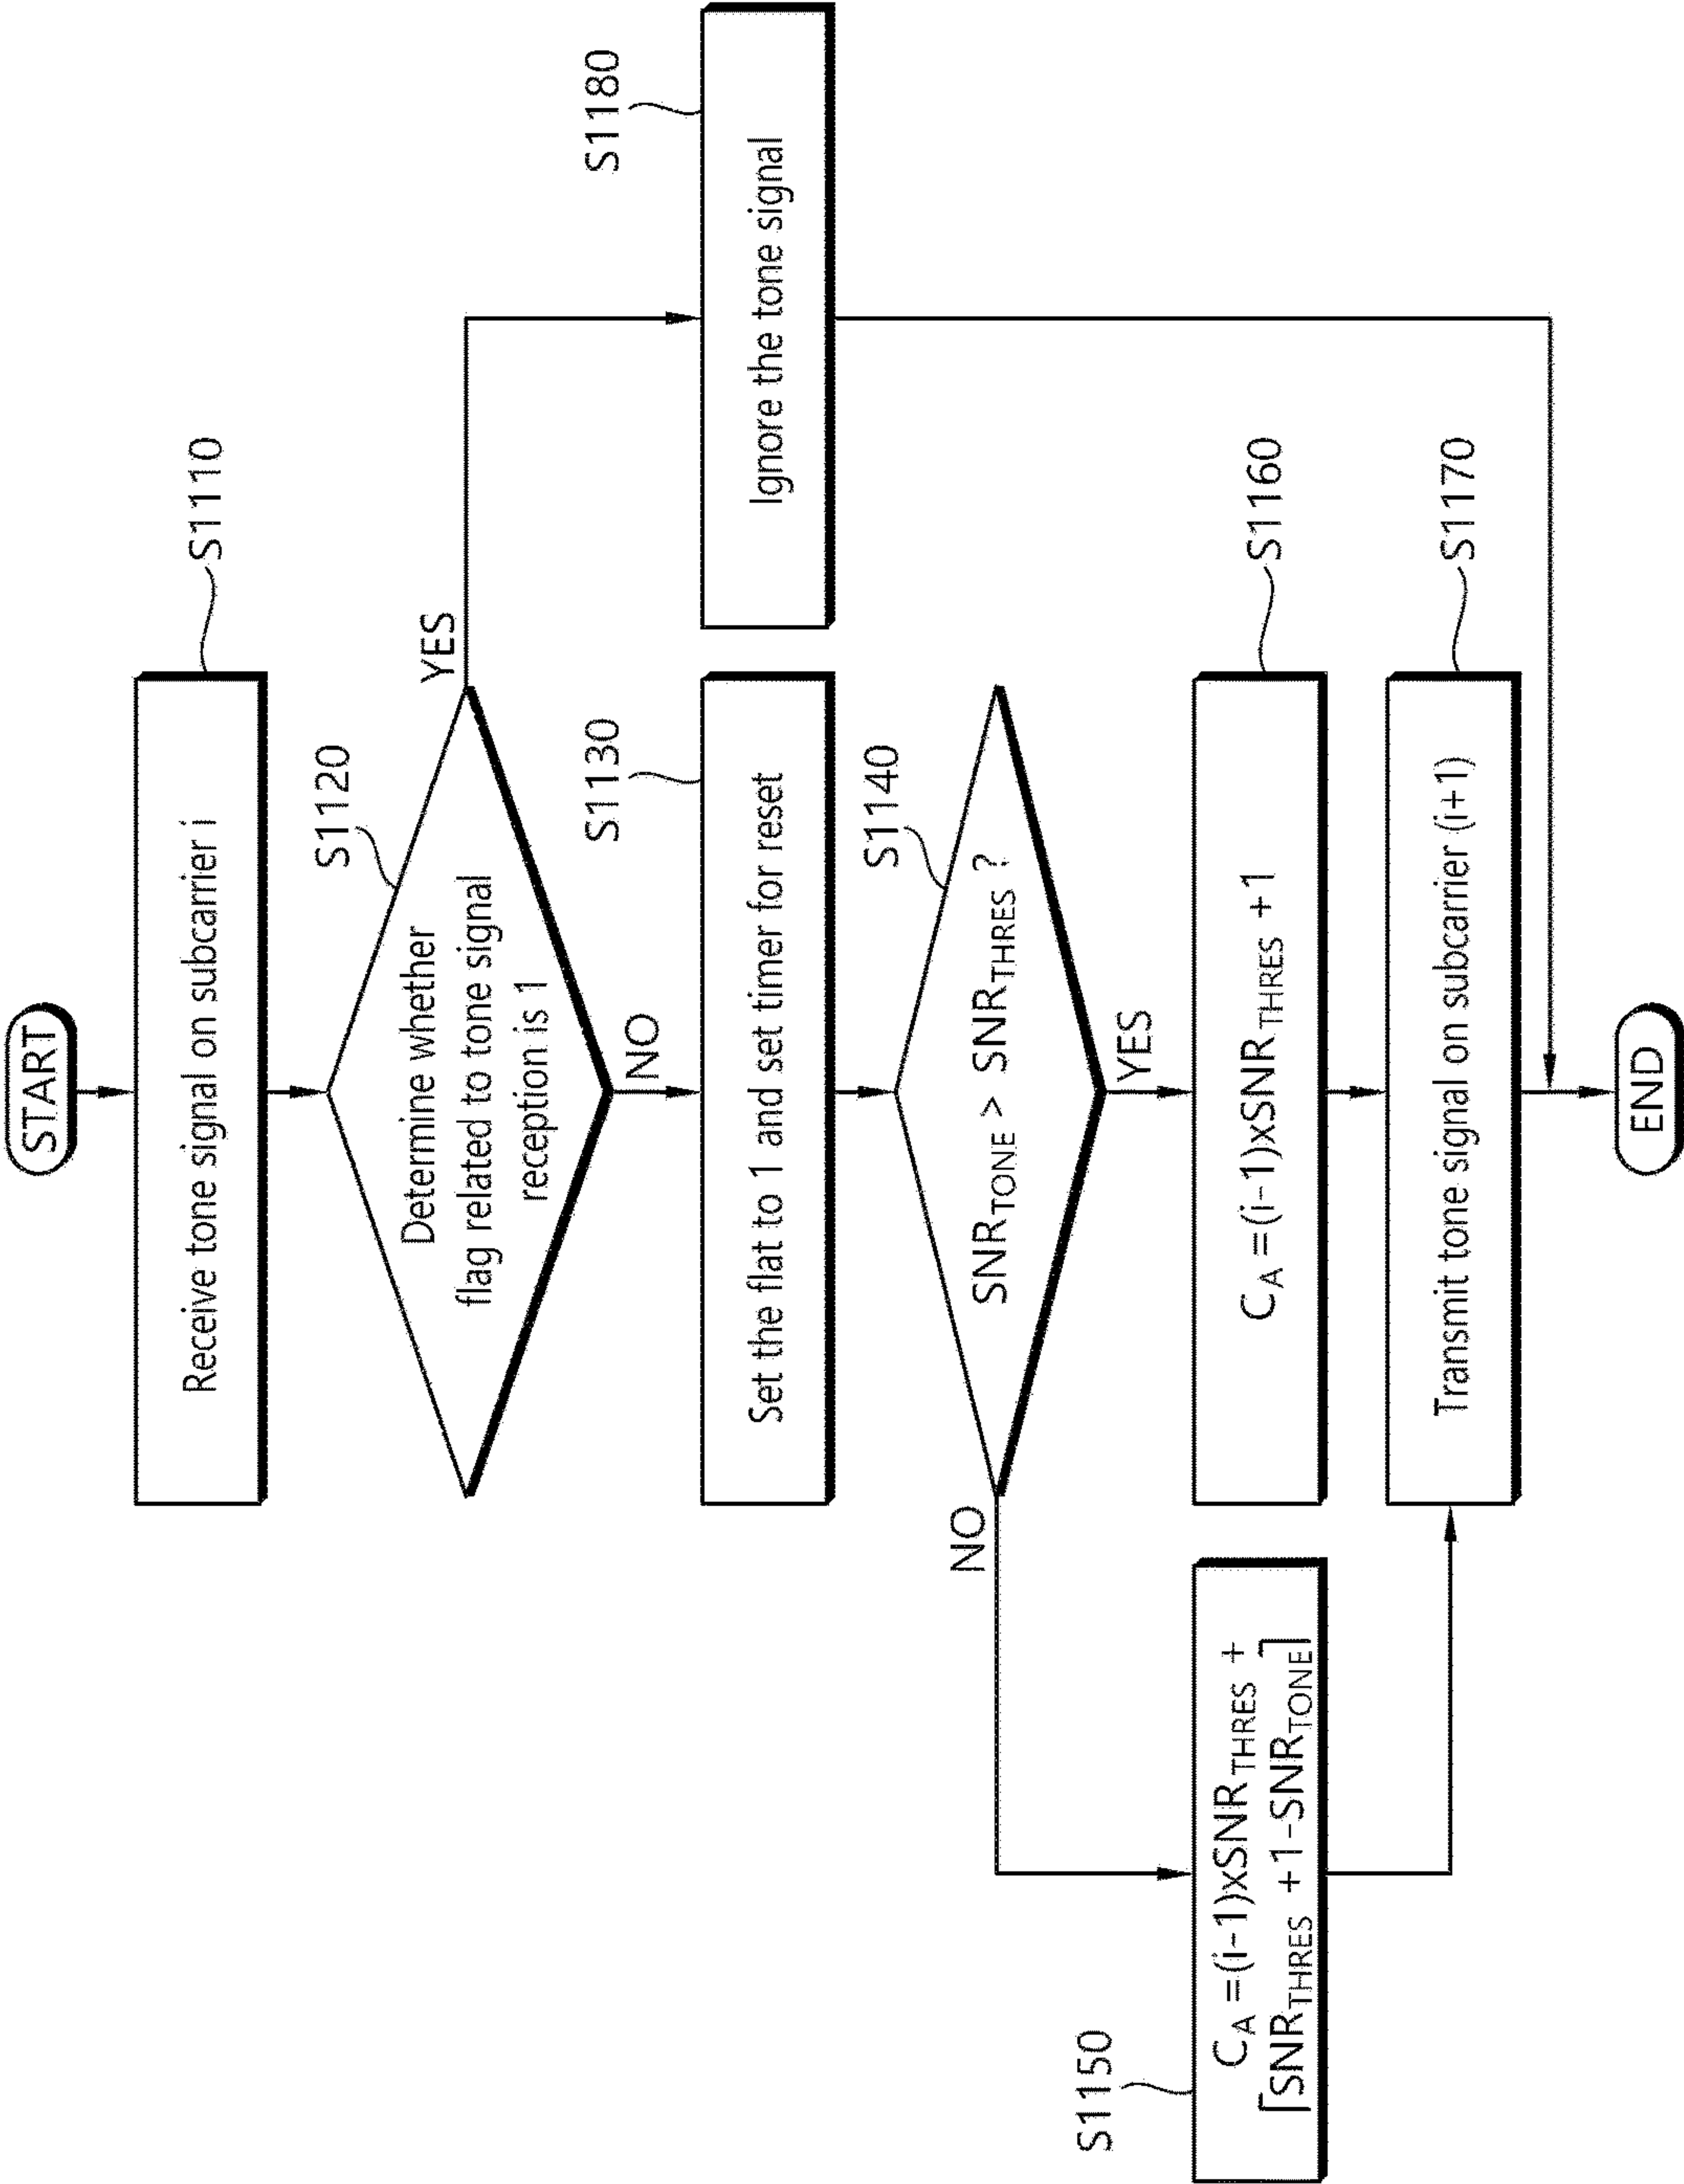 START
Receive tone signal on subcarrier i
S1110
Determine whether
flag related to tone signal
reception is 1
S1120
YES
NO
Set the flat to 1 and set timer for reset
S1130
Ignore the tone signal
S1180
SNR_TONE > SNR_THRES ?
S1140
NO
YES
S1150
C_A =(i-1)xSNR_THRES +
⌈SNR_THRES +1-SNR_TONE⌉
C_A =(i-1)xSNR_THRES +1
S1160
Transmit tone signal on subcarrier (i+1)
S1170
END